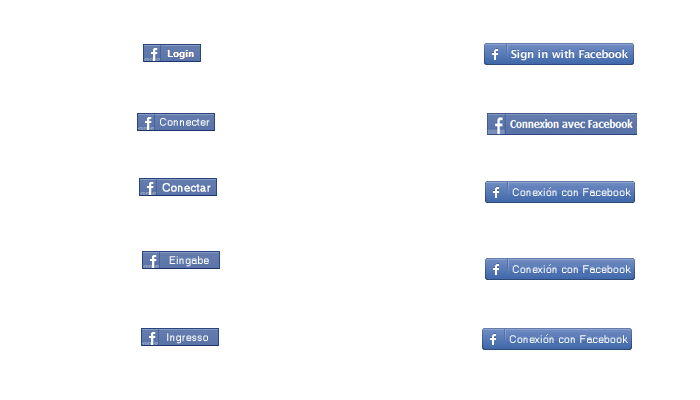 Login
Sign in with Facebook
Connecter
Connexion avec Facebook
Conectar
Conexión con Facebook
Eingabe
Conexión con Facebook
Ingresso
Conexión con Facebook